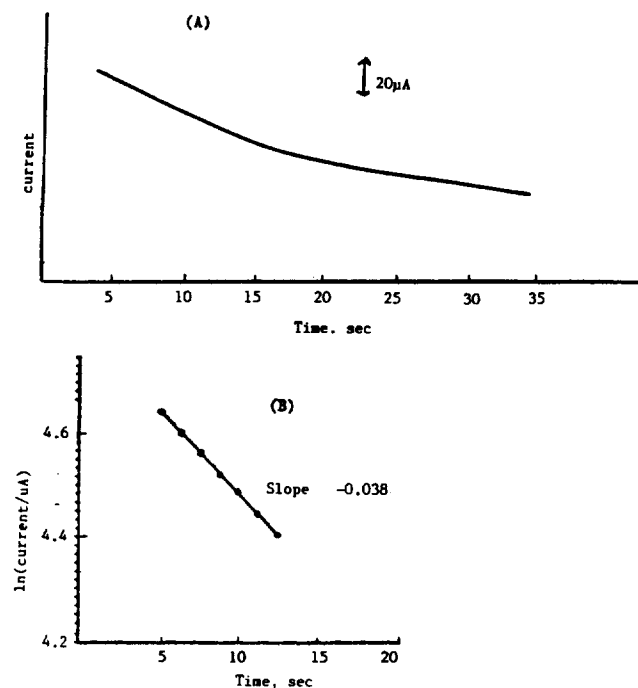 (A)
20µA
current
5 10 15 20 25 30 35
Time. sec
(B)
4.6
Slope -0.038
4.4
ln(current/uA)
4.2
5 10 15 20
Time, sec